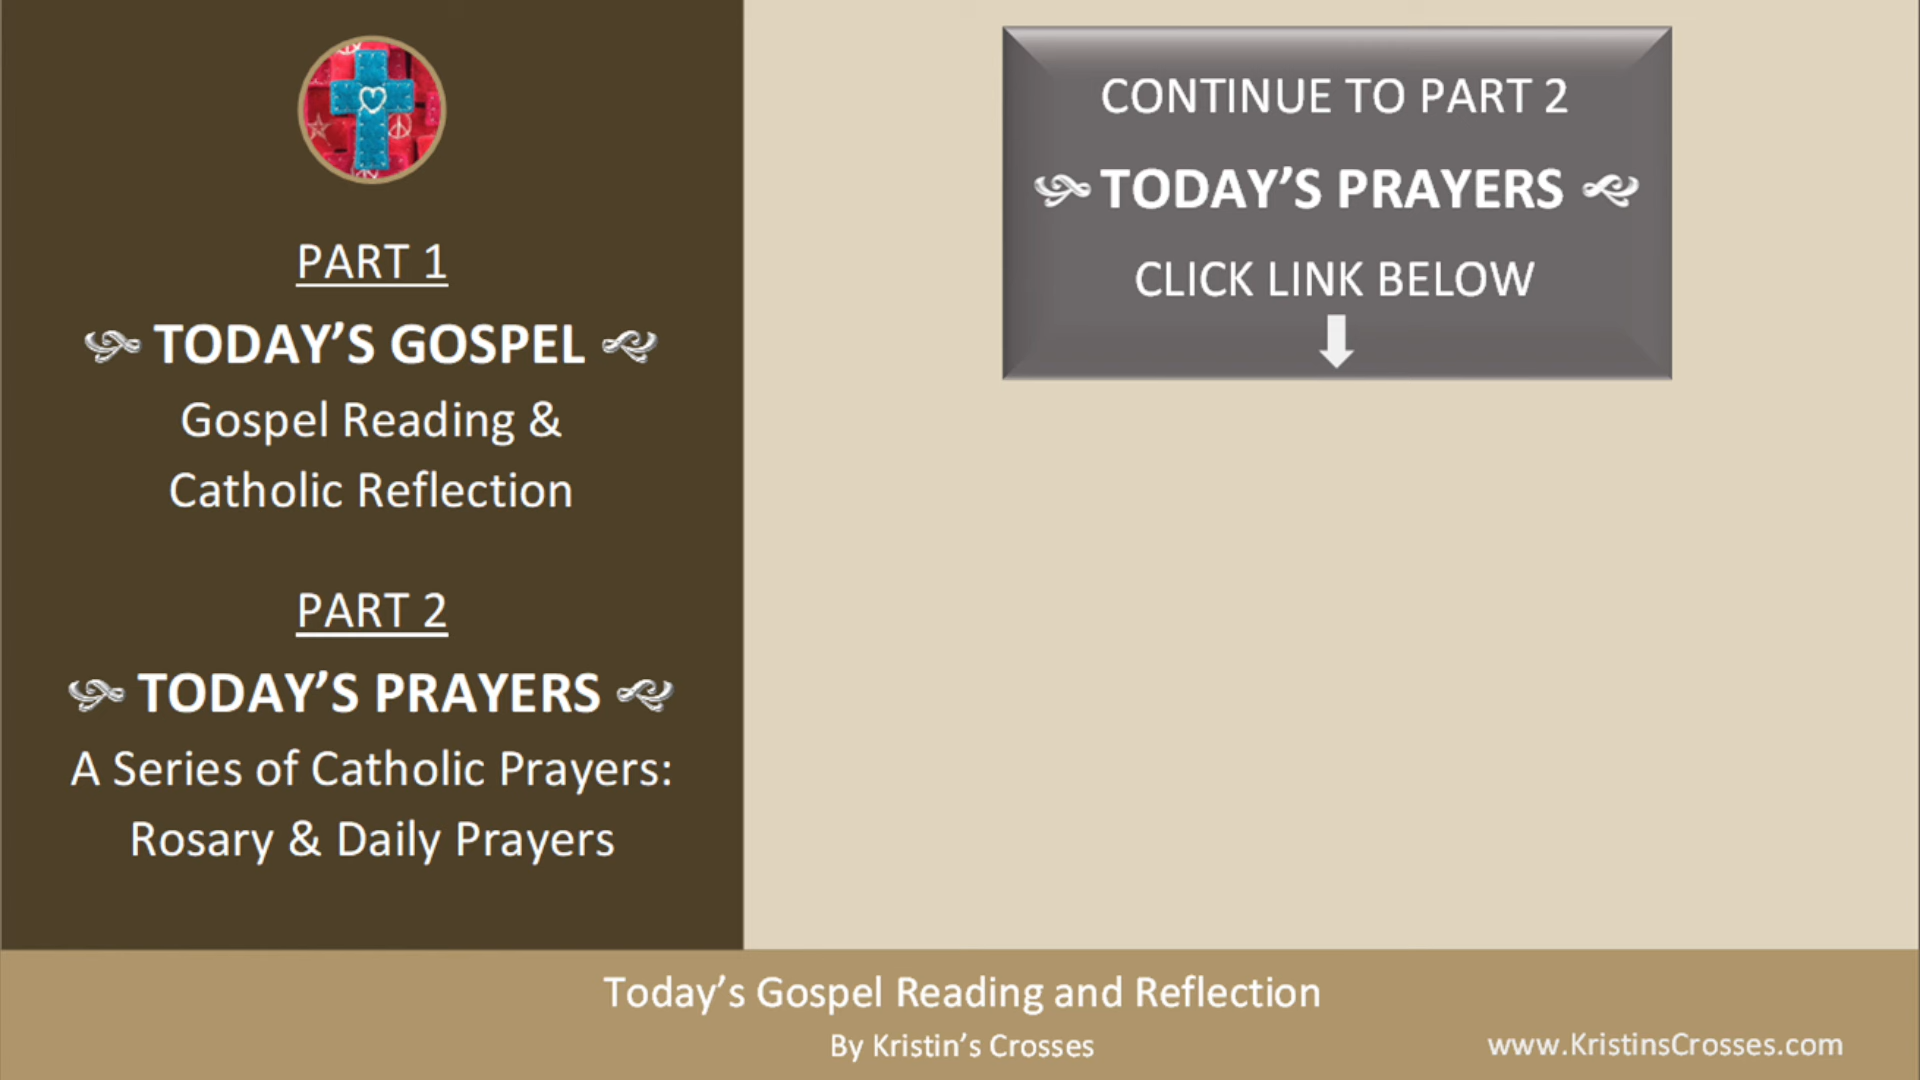 PART 1
TODAY’S GOSPEL
Gospel Reading &
Catholic Reflection
PART 2
TODAY’S PRAYERS
A Series of Catholic Prayers:
Rosary & Daily Prayers
CONTINUE TO PART 2
TODAY’S PRAYERS
CLICK LINK BELOW
Today’s Gospel Reading and Reflection
By Kristin’s Crosses
www.KristinsCrosses.com